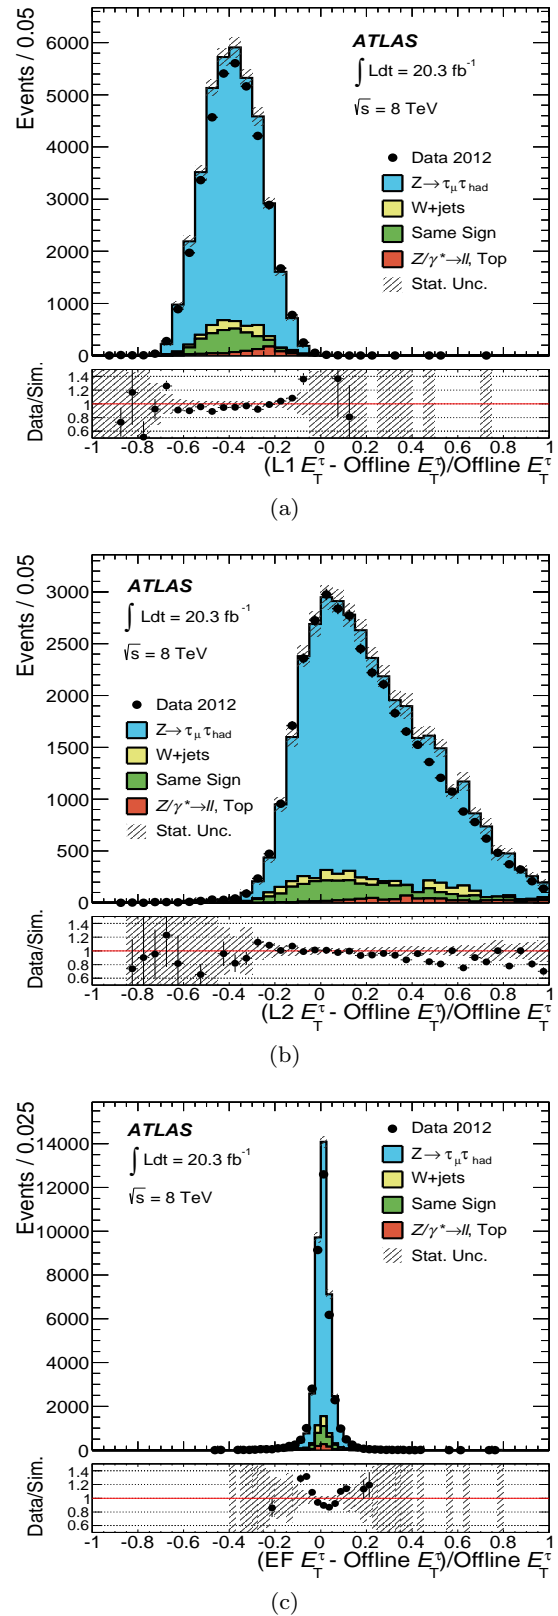 Events / 0.05
6000
5000
4000
3000
2000
1000
0
ATLAS
∫ Ldt = 20.3 fb⁻¹
√s = 8 TeV
Data 2012
Z→τ_μ τ_had
W+jets
Same Sign
Z/γ*→ll, Top
Stat. Unc.
Data/Sim.
1.4
1.2
1
0.8
0.6
-1 -0.8 -0.6 -0.4 -0.2 0 0.2 0.4 0.6 0.8 1
(L1 E_T^τ - Offline E_T^τ)/Offline E_T^τ
(a)
Events / 0.05
3000
2500
2000
1500
1000
500
0
ATLAS
∫ Ldt = 20.3 fb⁻¹
√s = 8 TeV
Data 2012
Z→τ_μ τ_had
W+jets
Same Sign
Z/γ*→ll, Top
Stat. Unc.
Data/Sim.
1.4
1.2
1
0.8
0.6
-1 -0.8 -0.6 -0.4 -0.2 0 0.2 0.4 0.6 0.8 1
(L2 E_T^τ - Offline E_T^τ)/Offline E_T^τ
(b)
Events / 0.025
14000
12000
10000
8000
6000
4000
2000
0
ATLAS
∫ Ldt = 20.3 fb⁻¹
√s = 8 TeV
Data 2012
Z→τ_μ τ_had
W+jets
Same Sign
Z/γ*→ll, Top
Stat. Unc.
Data/Sim.
1.4
1.2
1
0.8
0.6
-1 -0.8 -0.6 -0.4 -0.2 0 0.2 0.4 0.6 0.8 1
(EF E_T^τ - Offline E_T^τ)/Offline E_T^τ
(c)